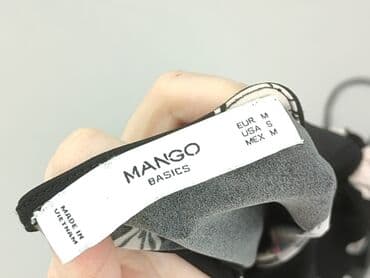 MANGO
BASICS
EUR M
USA S
MEX M
MADE IN
VIETNAM